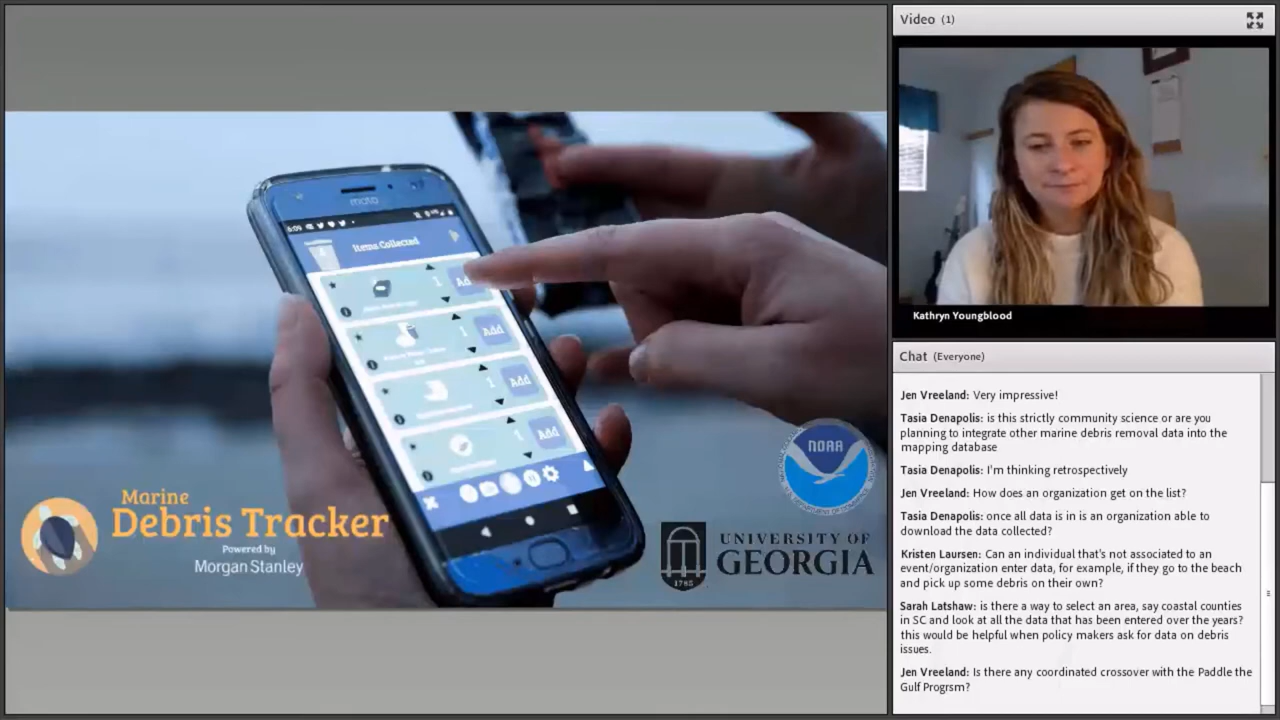 moto
5:09
Items Collected
1
Add
1
Add
1
Add
1
Add
Marine
Debris Tracker
Powered by
Morgan Stanley
NOAA
UNIVERSITY OF
GEORGIA
1785
Video (1)
Kathryn Youngblood
Chat (Everyone)
Jen Vreeland: Very impressive!
Tasia Denapolis: is this strictly community science or are you
planning to integrate other marine debris removal data into the
mapping database
Tasia Denapolis: I'm thinking retrospectively
Jen Vreeland: How does an organization get on the list?
Tasia Denapolis: once all data is in is an organization able to
download the data collected?
Kristen Laursen: Can an individual that's not associated to an
event/organization enter data, for example, if they go to the beach
and pick up some debris on their own?
Sarah Latshaw: is there a way to select an area, say coastal counties
in SC and look at all the data that has been entered over the years?
this would be helpful when policy makers ask for data on debris
issues.
Jen Vreeland: Is there any coordinated crossover with the Paddle the
Gulf Progrsm?